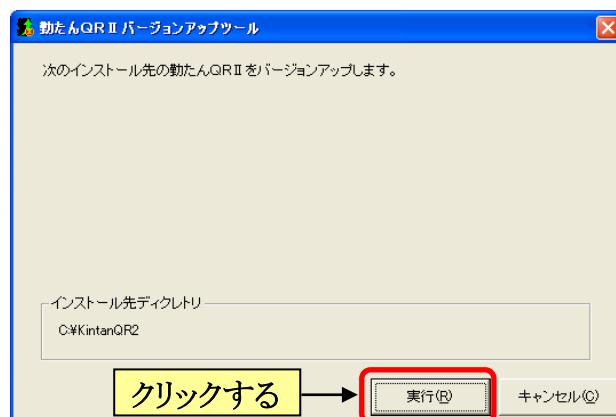 勤たんQRⅡ バージョンアップツール
次のインストール先の勤たんQRⅡをバージョンアップします。
インストール先ディレクトリ
C:¥KintanQR2
クリックする
実行(R)
キャンセル(C)